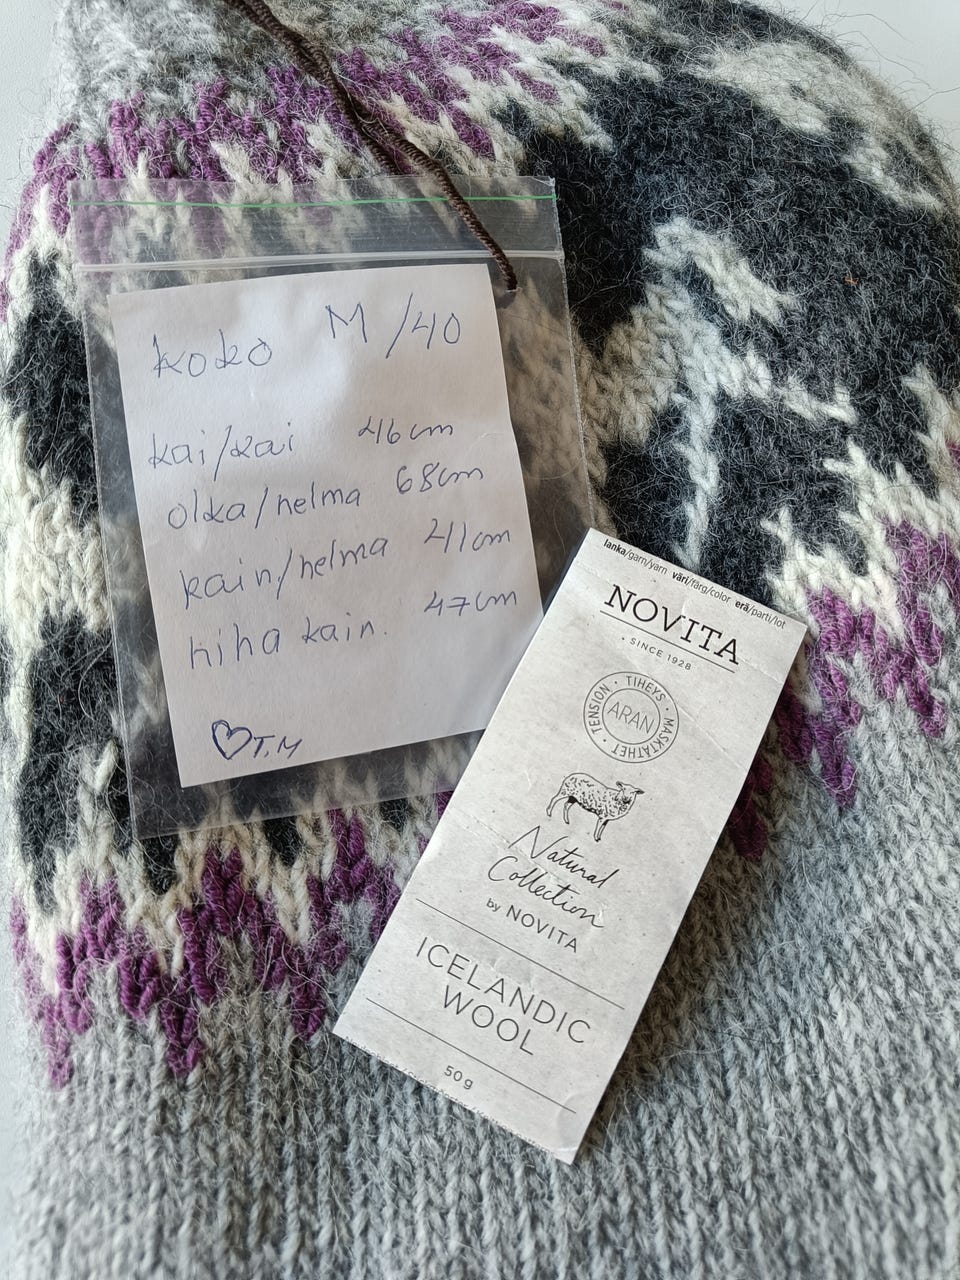 koko M/40
kai/kai 46cm
olka/helma 68cm
kain/helma 41cm
hiha kain. 47cm
♡T.M
lanka/garn/yarn väri/färg/color erä/parti/lot
NOVITA
· SINCE 1928
TENSION · TIHEYS · MASKTÄTHET ·
ARAN
Natural
Collection
by NOVITA
ICELANDIC
WOOL
50 g